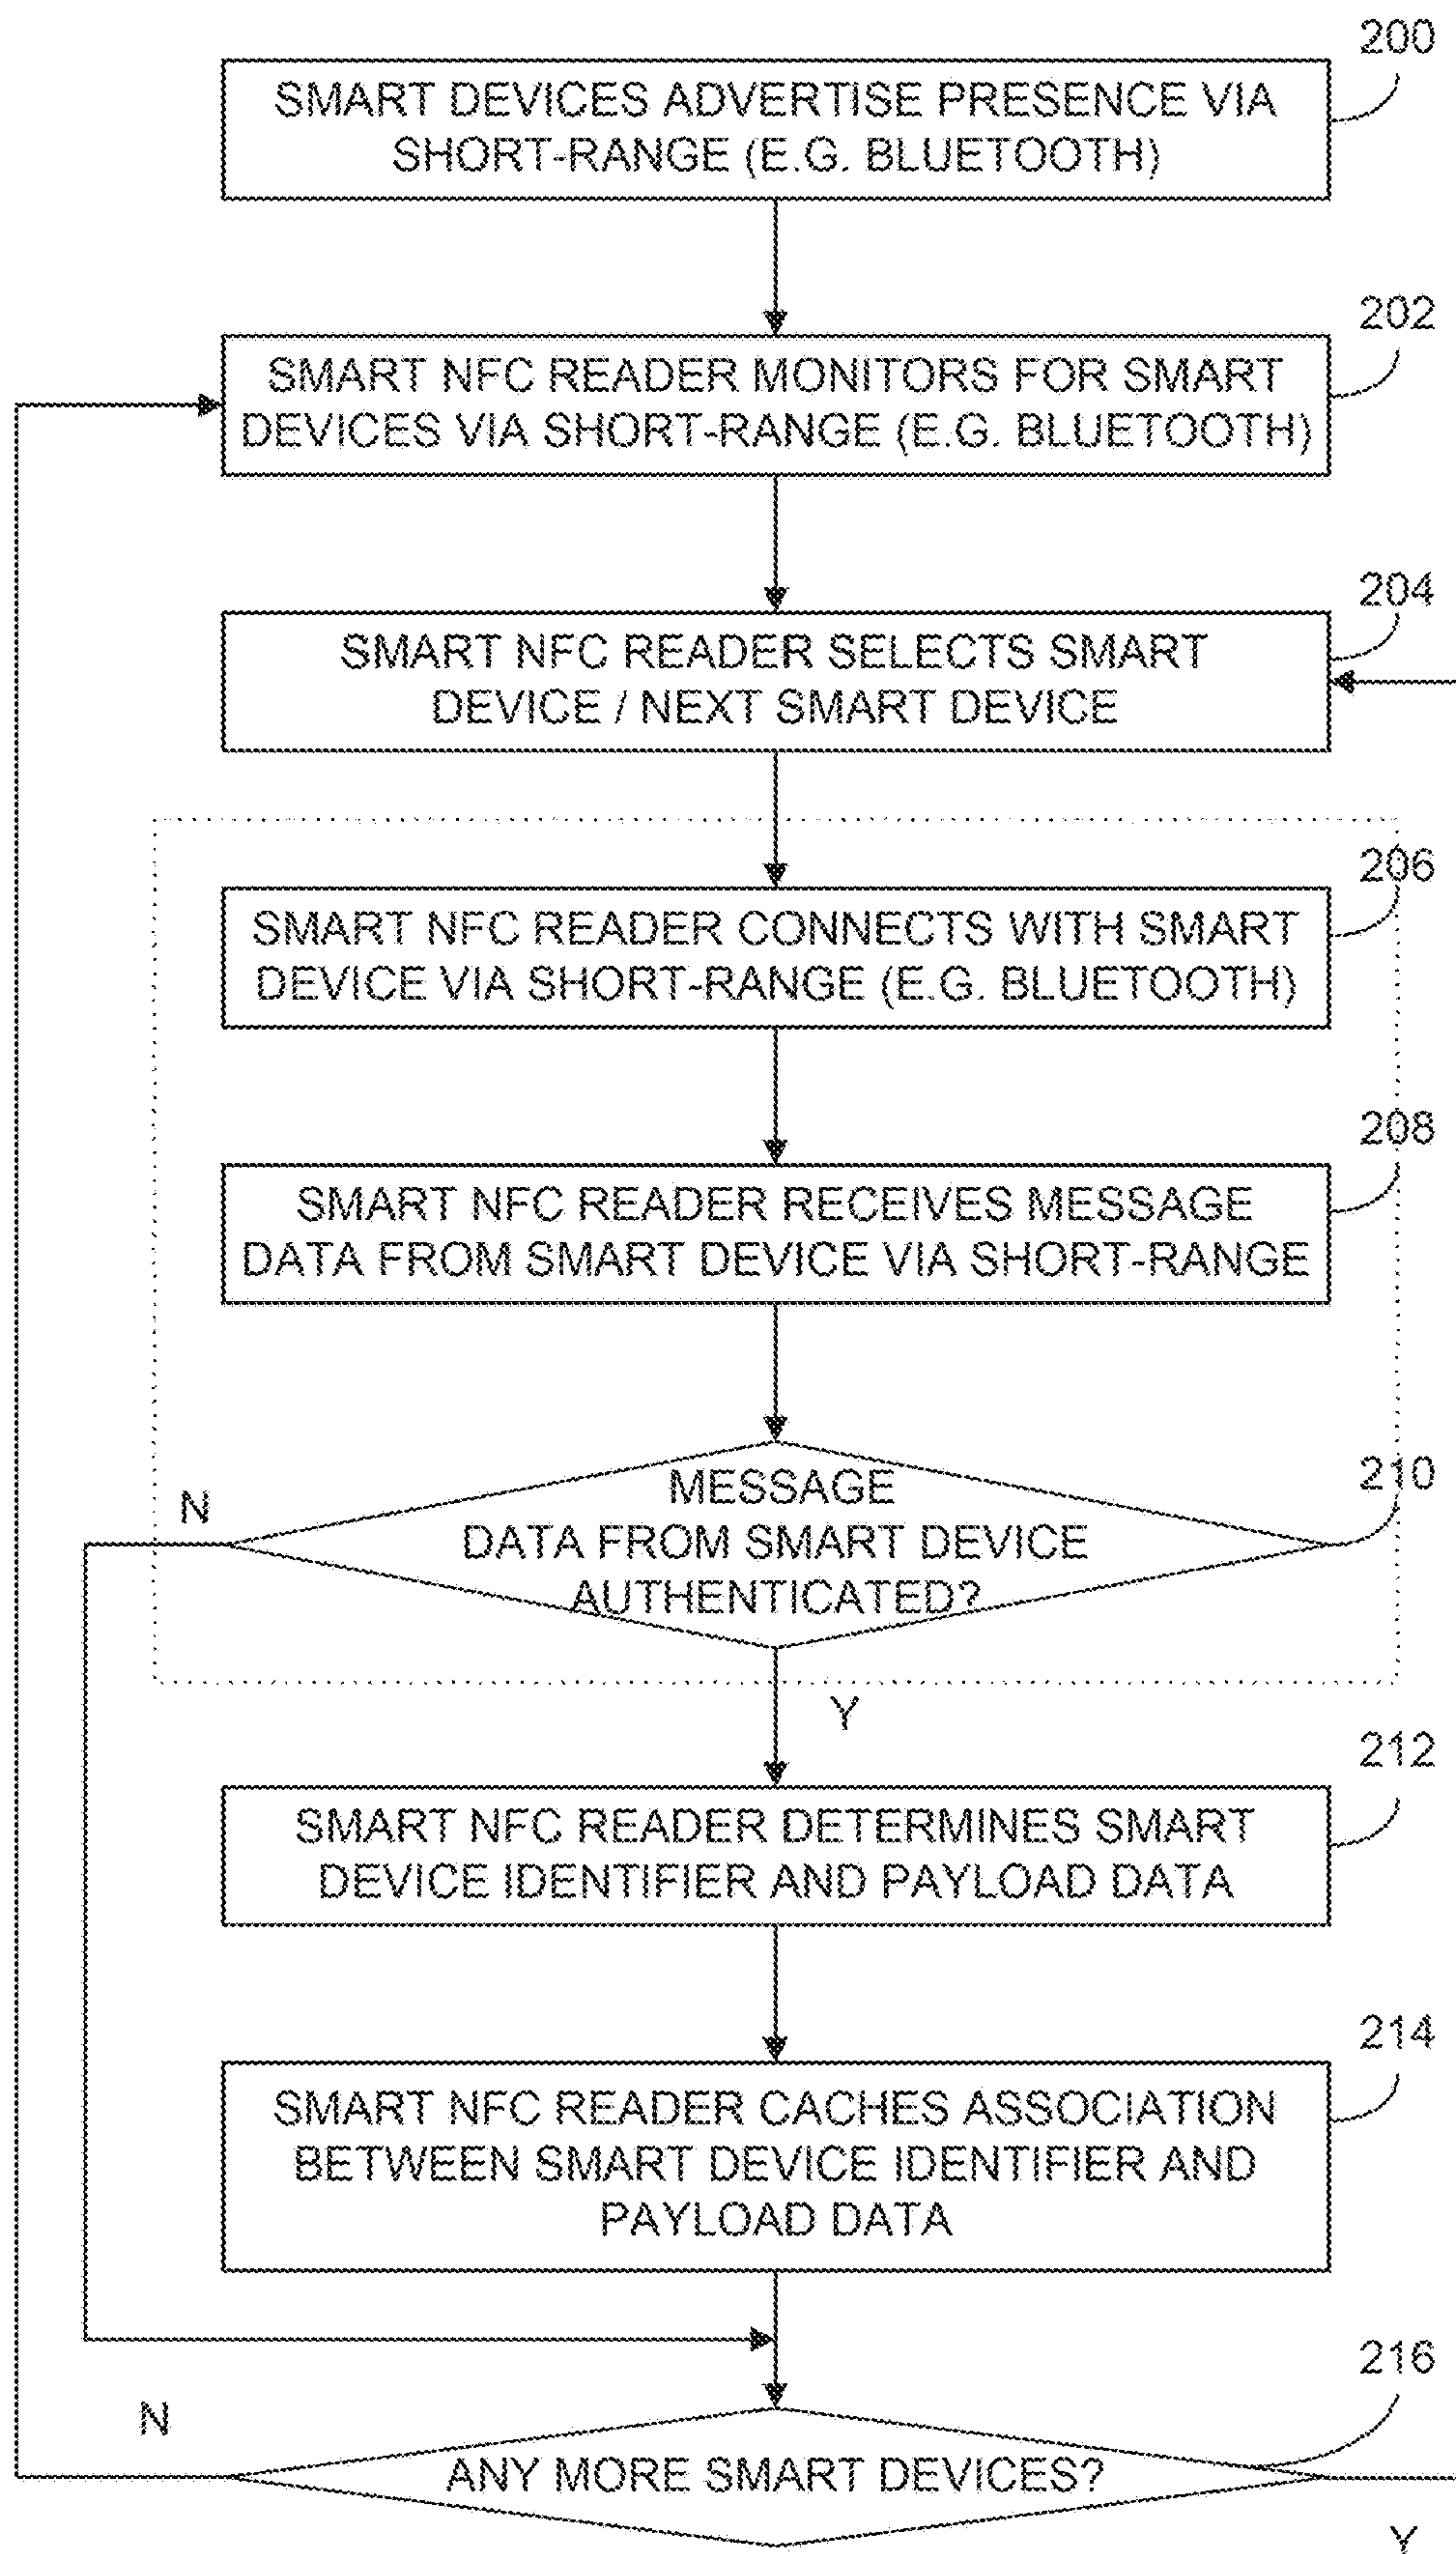 200
SMART DEVICES ADVERTISE PRESENCE VIA
SHORT-RANGE (E.G. BLUETOOTH)
202
SMART NFC READER MONITORS FOR SMART
DEVICES VIA SHORT-RANGE (E.G. BLUETOOTH)
204
SMART NFC READER SELECTS SMART
DEVICE / NEXT SMART DEVICE
206
SMART NFC READER CONNECTS WITH SMART
DEVICE VIA SHORT-RANGE (E.G. BLUETOOTH)
208
SMART NFC READER RECEIVES MESSAGE
DATA FROM SMART DEVICE VIA SHORT-RANGE
210
MESSAGE
DATA FROM SMART DEVICE
AUTHENTICATED?
N
Y
212
SMART NFC READER DETERMINES SMART
DEVICE IDENTIFIER AND PAYLOAD DATA
214
SMART NFC READER CACHES ASSOCIATION
BETWEEN SMART DEVICE IDENTIFIER AND
PAYLOAD DATA
216
N
ANY MORE SMART DEVICES?
Y